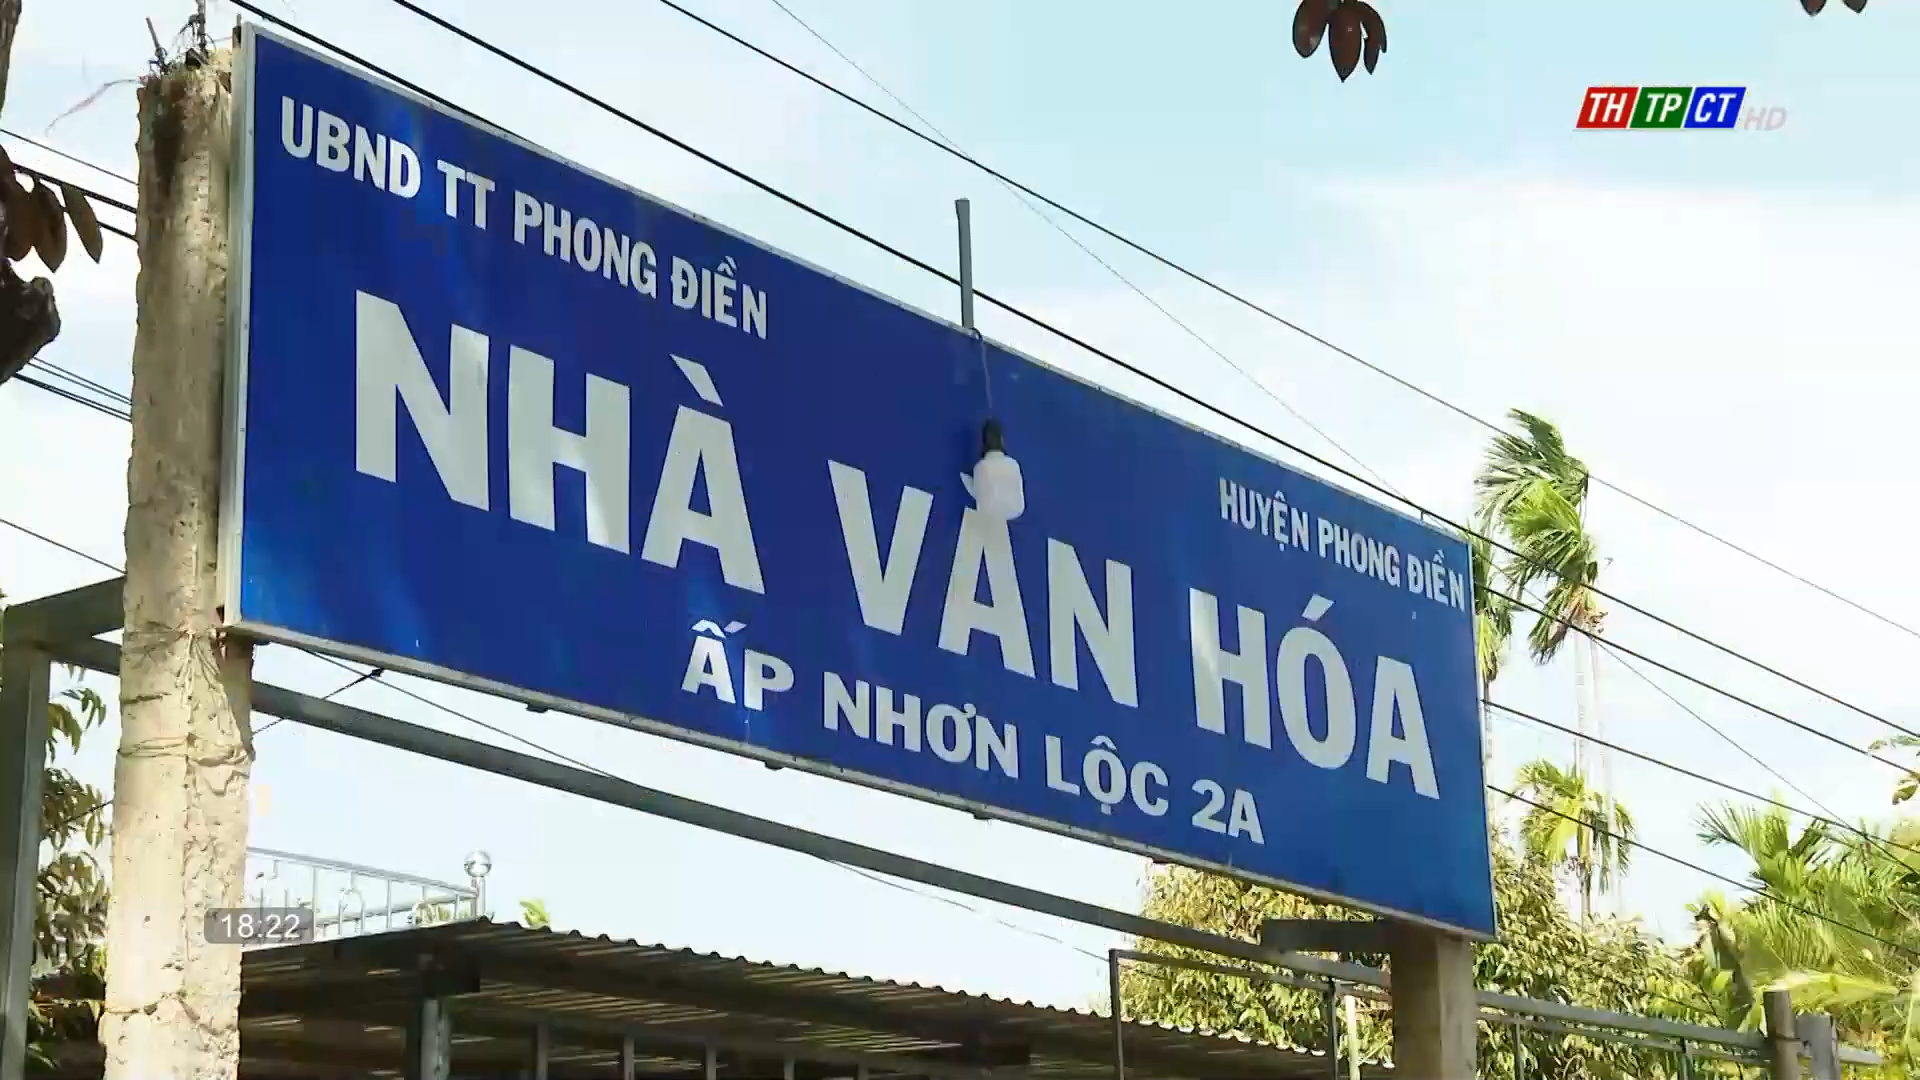 THTPCT HD
UBND TT PHONG ĐIỀN
HUYỆN PHONG ĐIỀN
NHÀ VĂN HÓA
ẤP NHƠN LỘC 2A
18:22